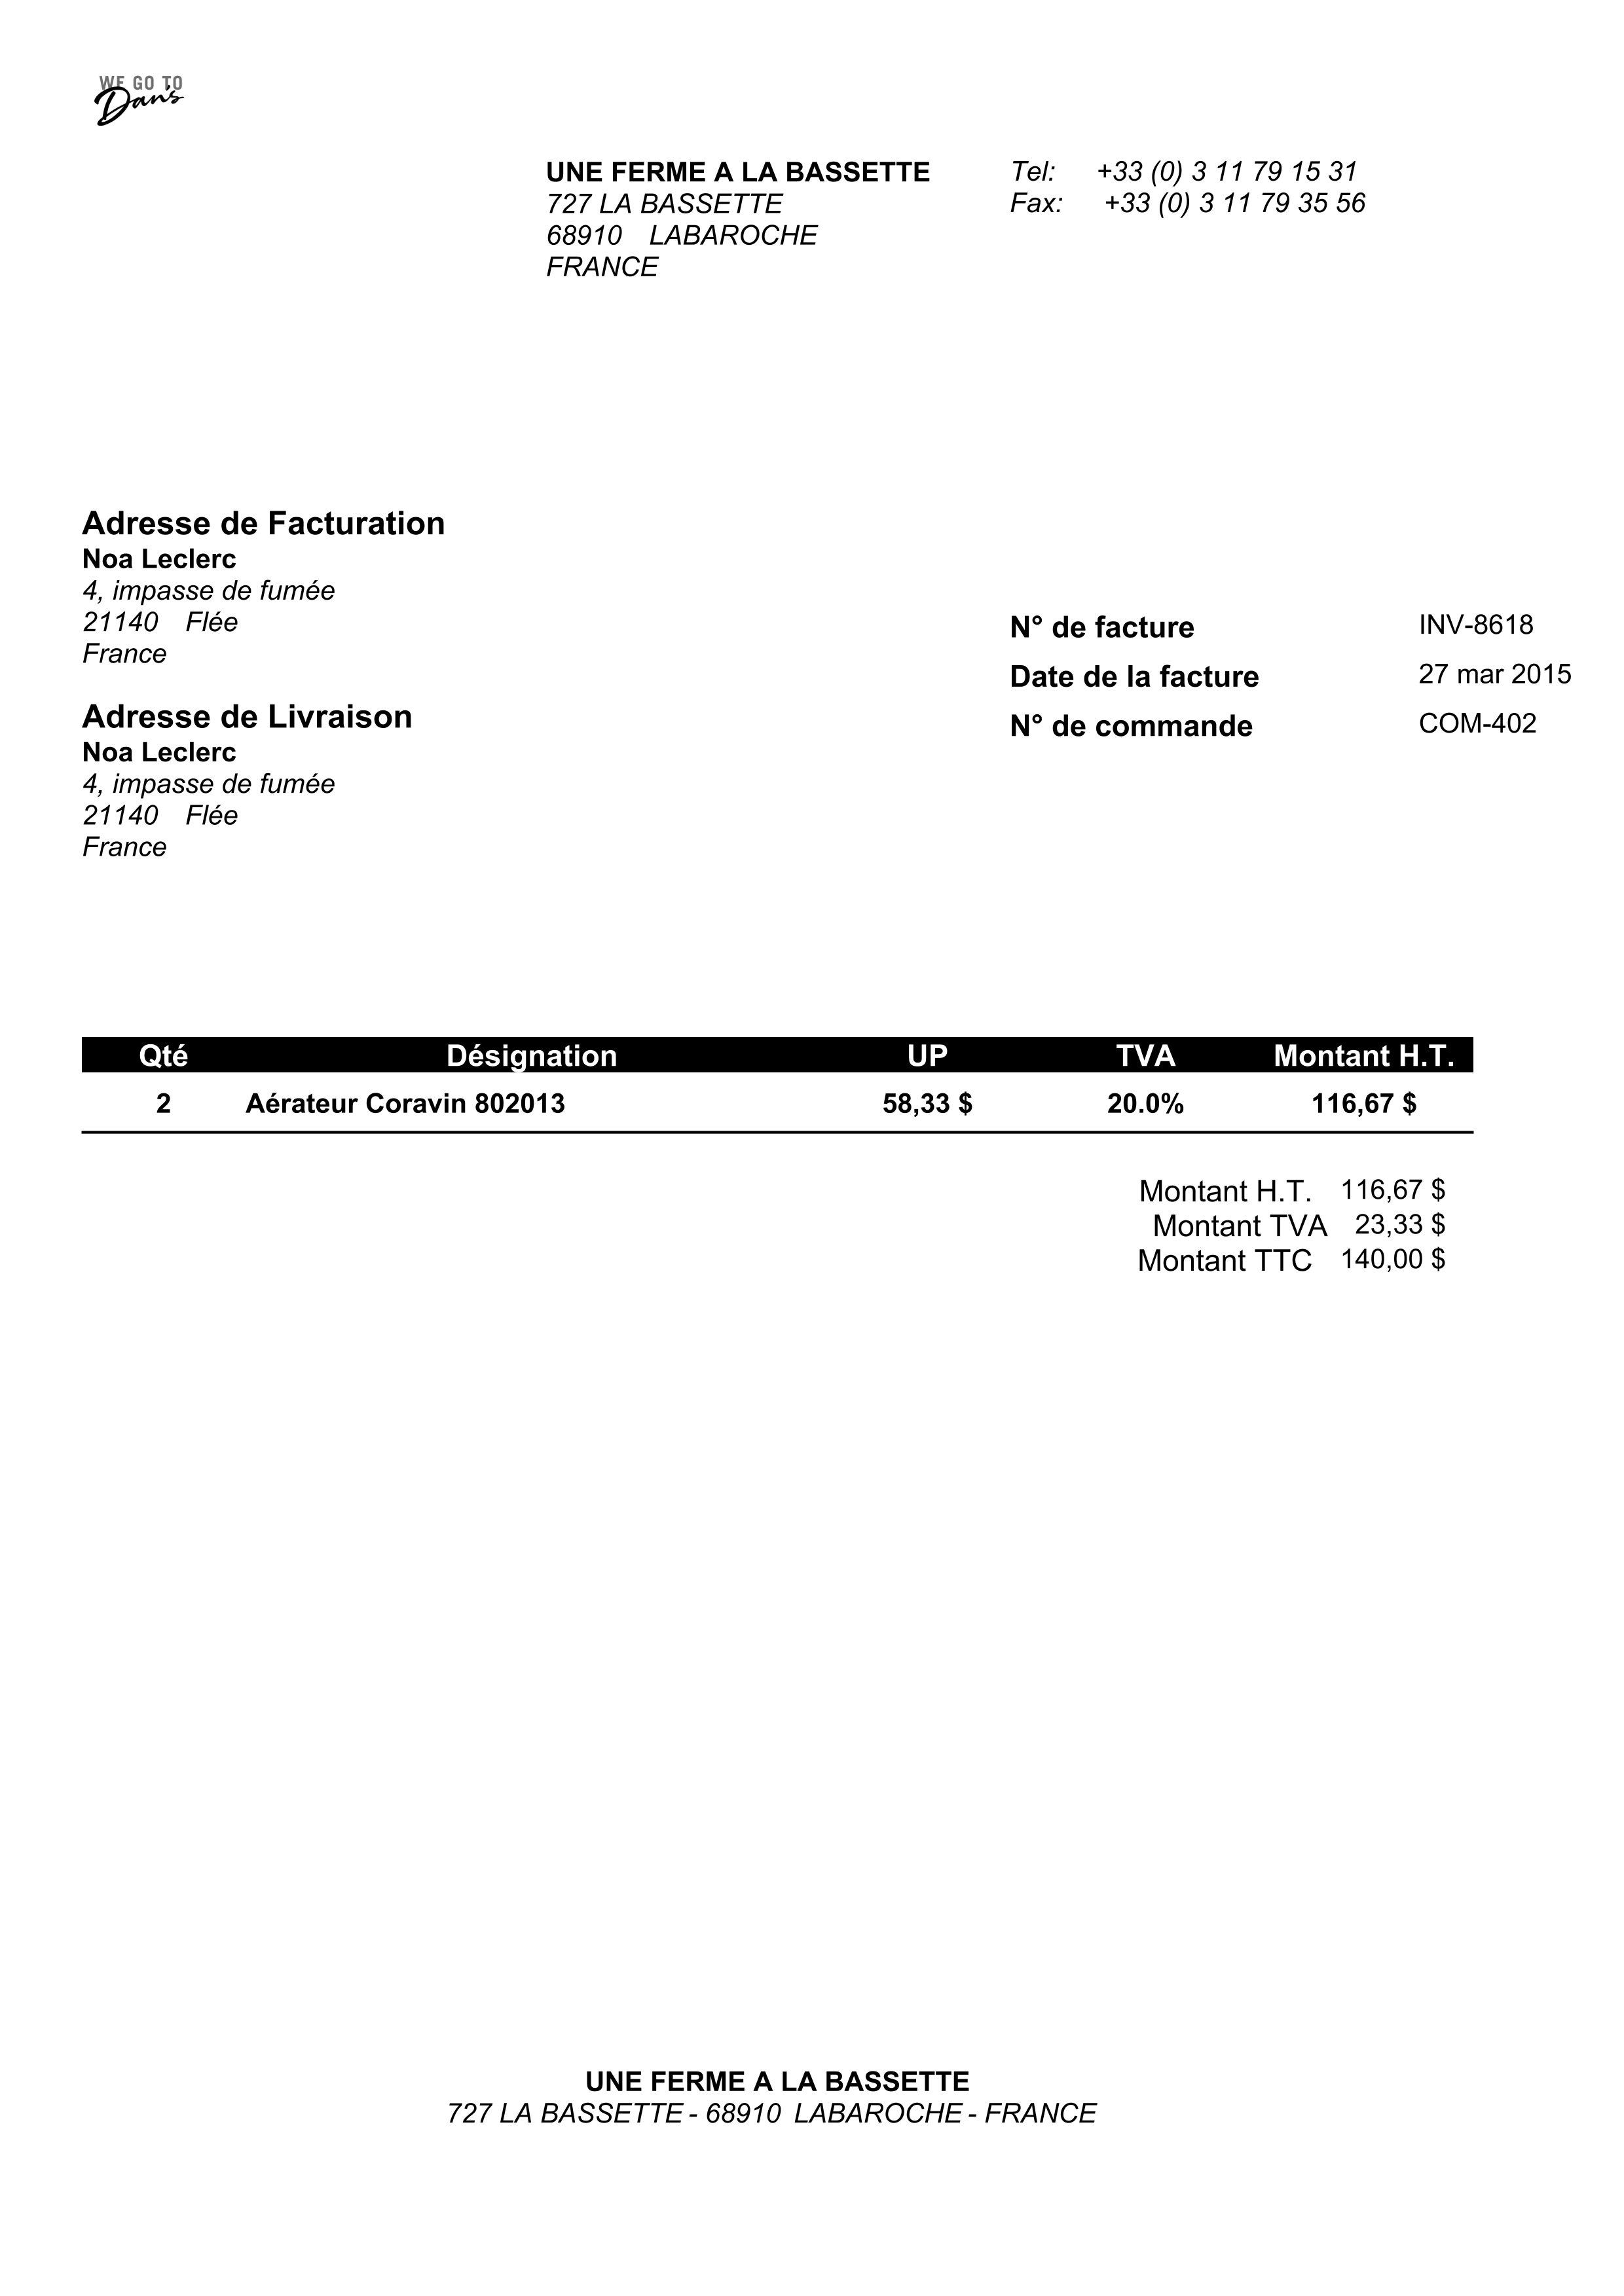 WE GO TO
Dan's
UNE FERME A LA BASSETTE
727 LA BASSETTE
68910 LABAROCHE
FRANCE
Tel: +33 (0) 3 11 79 15 31
Fax: +33 (0) 3 11 79 35 56
Adresse de Facturation
Noa Leclerc
4, impasse de fumée
21140 Flée
France
Adresse de Livraison
Noa Leclerc
4, impasse de fumée
21140 Flée
France
N° de facture INV-8618
Date de la facture 27 mar 2015
N° de commande COM-402
Qté Désignation UP TVA Montant H.T.
2 Aérateur Coravin 802013 58,33 $ 20.0% 116,67 $
Montant H.T. 116,67 $
Montant TVA 23,33 $
Montant TTC 140,00 $
UNE FERME A LA BASSETTE
727 LA BASSETTE - 68910 LABAROCHE - FRANCE